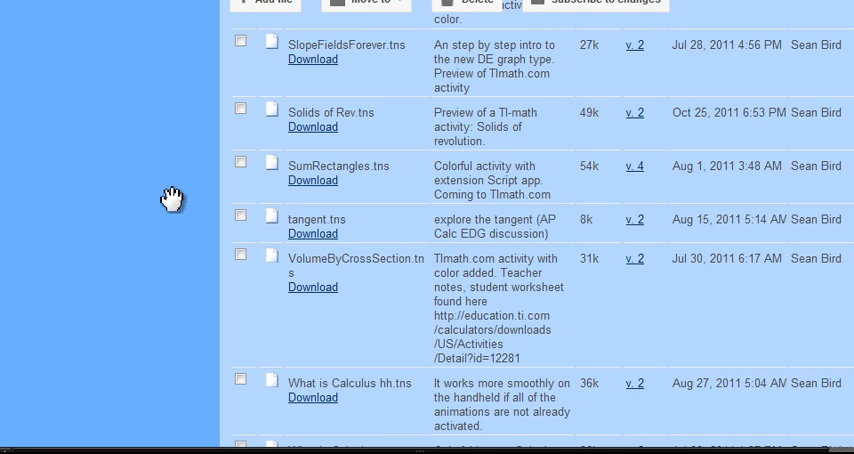 Add file Move to Delete Subscribe to changes
color.
SlopeFieldsForever.tns An step by step intro to 27k v. 2 Jul 28, 2011 4:56 PM Sean Bird
Download the new DE graph type.
Preview of TImath.com
activity
Solids of Rev.tns Preview of a TI-math 49k v. 2 Oct 25, 2011 6:53 PM Sean Bird
Download activity: Solids of
revolution.
SumRectangles.tns Colorful activity with 54k v. 4 Aug 1, 2011 3:48 AM Sean Bird
Download extension Script app.
Coming to TImath.com
tangent.tns explore the tangent (AP 8k v. 2 Aug 15, 2011 5:14 AM Sean Bird
Download Calc EDG discussion)
VolumeByCrossSection.tn TImath.com activity with 31k v. 2 Jul 30, 2011 6:17 AM Sean Bird
s color added. Teacher
Download notes, student worksheet
found here
http://education.ti.com
/calculators/downloads
/US/Activities
/Detail?id=12281
What is Calculus hh.tns It works more smoothly on 36k v. 2 Aug 27, 2011 5:04 AM Sean Bird
Download the handheld if all of the
animations are not already
activated.